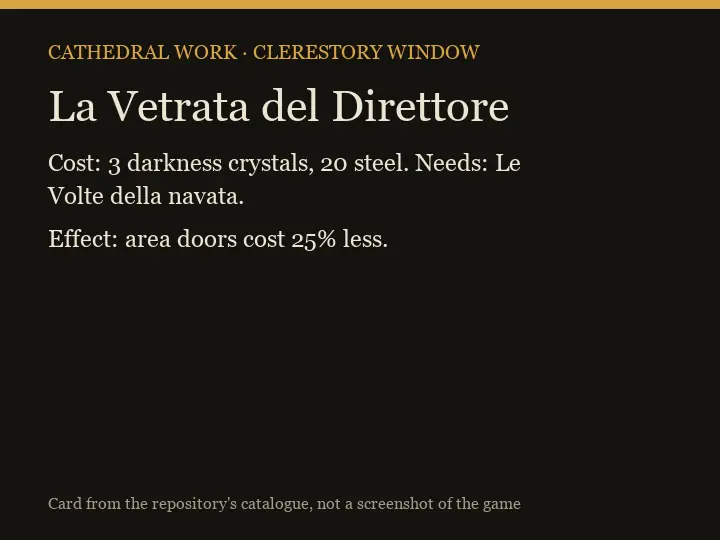 CATHEDRAL WORK · CLERESTORY WINDOW
La Vetrata del Direttore
Cost: 3 darkness crystals, 20 steel. Needs: Le
Volte della navata.
Effect: area doors cost 25% less.
Card from the repository's catalogue, not a screenshot of the game